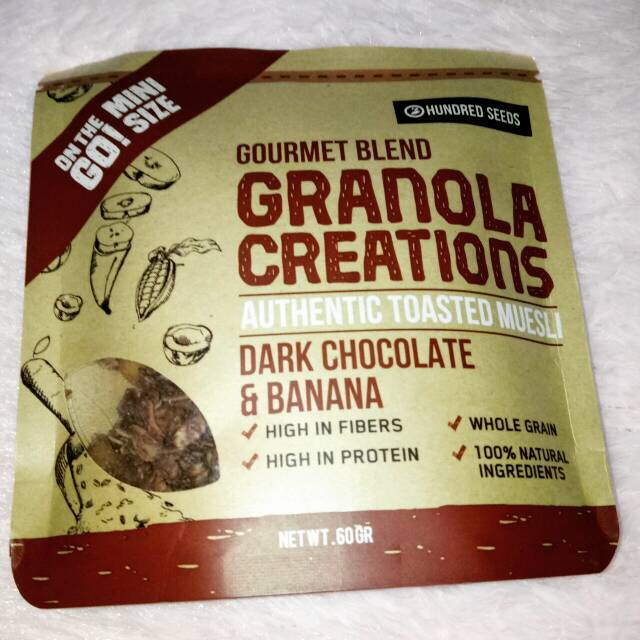 ON THE MINI
GO! SIZE
HUNDRED SEEDS
GOURMET BLEND
GRANOLA
CREATIONS
AUTHENTIC TOASTED MUESLI
DARK CHOCOLATE
& BANANA
HIGH IN FIBERS
WHOLE GRAIN
HIGH IN PROTEIN
100% NATURAL
INGREDIENTS
NETWT.60GR